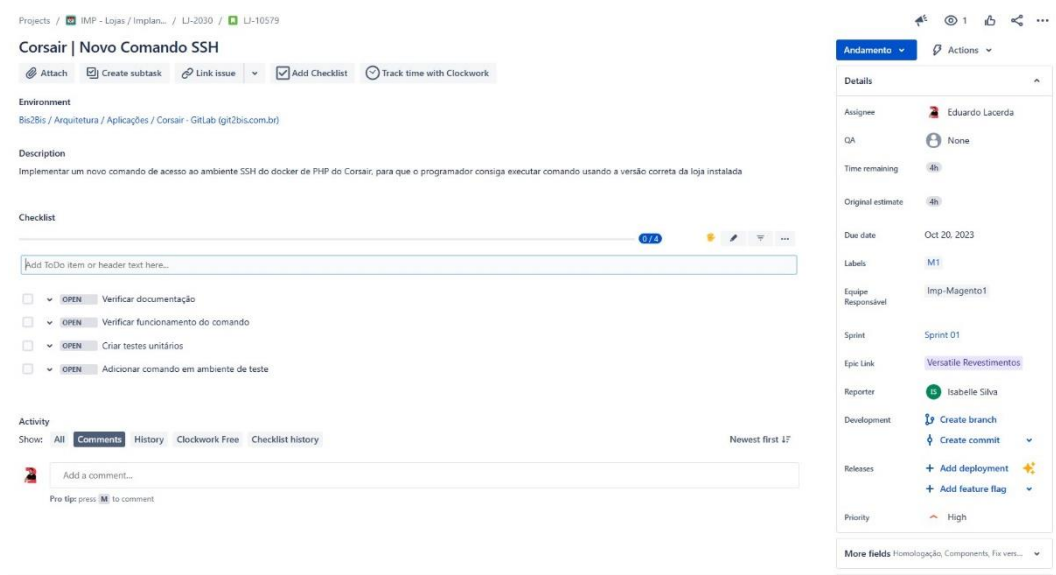 Projects / IMP - Lojas / Implan... / LJ-2030 / LJ-10579
1
Corsair | Novo Comando SSH
Andamento
Actions
Attach
Create subtask
Link issue
Add Checklist
Track time with Clockwork
Environment
Bis2Bis / Arquitetura / Aplicações / Corsair · GitLab (git2bis.com.br)
Description
Implementar um novo comando de acesso ao ambiente SSH do docker de PHP do Corsair, para que o programador consiga executar comando usando a versão correta da loja instalada
Checklist
0 / 4
Add ToDo item or header text here...
OPEN Verificar documentação
OPEN Verificar funcionamento do comando
OPEN Criar testes unitários
OPEN Adicionar comando em ambiente de teste
Activity
Show: All Comments History Clockwork Free Checklist history
Newest first
Add a comment...
Pro tip: press M to comment
Details
Assignee Eduardo Lacerda
QA None
Time remaining 4h
Original estimate 4h
Due date Oct 20, 2023
Labels M1
Equipe Imp-Magento1
Responsável
Sprint Sprint 01
Epic Link Versatile Revestimentos
Reporter IS Isabelle Silva
Development Create branch
Create commit
Releases + Add deployment
+ Add feature flag
Priority High
More fields Homologação, Components, Fix vers...